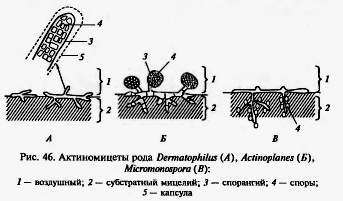 4
3
5
1
2
А
3
4
1
2
Б
1
2
4
В
Рис. 46. Актиномицеты рода Dermatophilus (А), Actinoplanes (Б),
Micromonospora (В):
1 — воздушный; 2 — субстратный мицелий; 3 — спорангий; 4 — споры;
5 — капсула